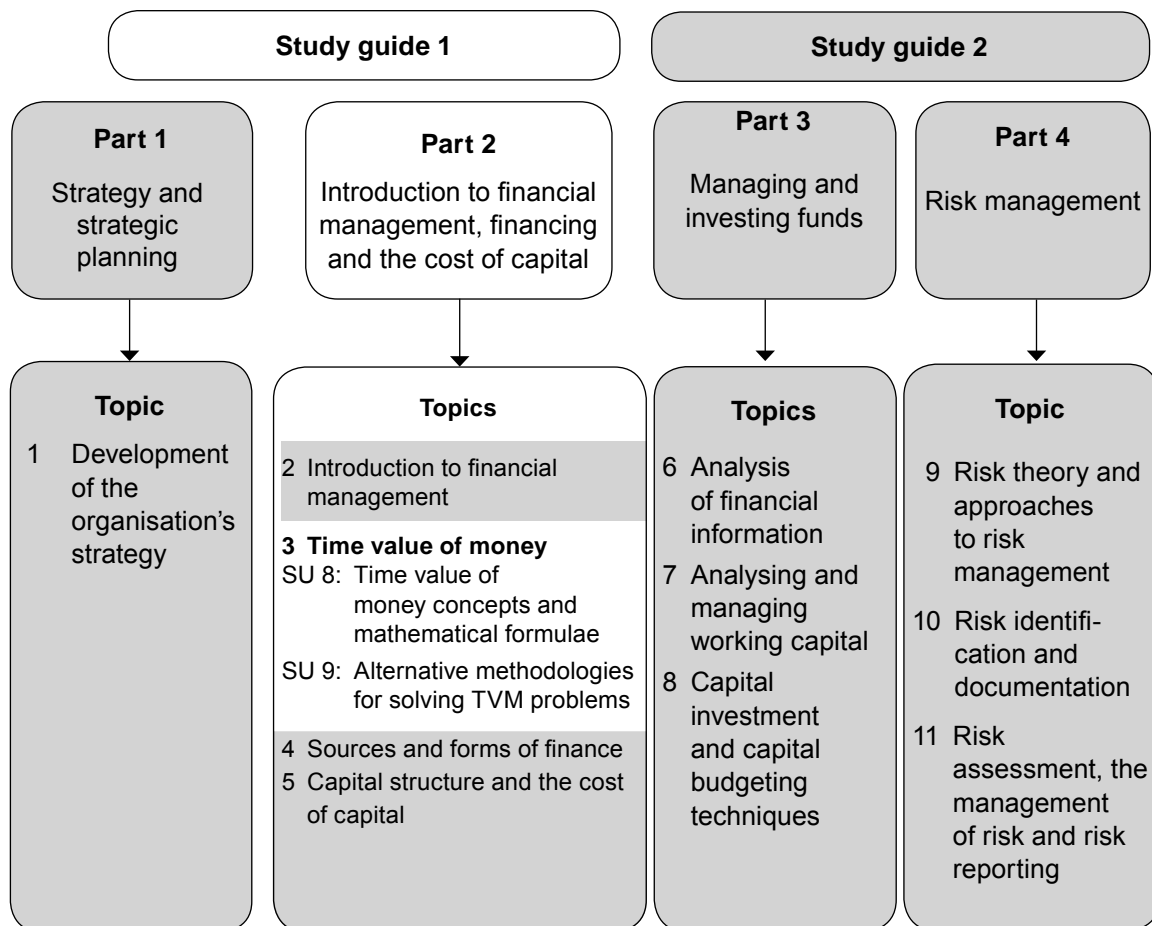 Study guide 1
Study guide 2
Part 1
Strategy and
strategic
planning
Part 2
Introduction to financial
management, financing
and the cost of capital
Part 3
Managing and
investing funds
Part 4
Risk management
Topic
1 Development
of the
organisation's
strategy
Topics
2 Introduction to financial
management
3 Time value of money
SU 8: Time value of
money concepts and
mathematical formulae
SU 9: Alternative methodologies
for solving TVM problems
4 Sources and forms of finance
5 Capital structure and the cost
of capital
Topics
6 Analysis
of financial
information
7 Analysing and
managing
working capital
8 Capital
investment
and capital
budgeting
techniques
Topic
9 Risk theory and
approaches
to risk
management
10 Risk identifi-
cation and
documentation
11 Risk
assessment, the
management
of risk and risk
reporting